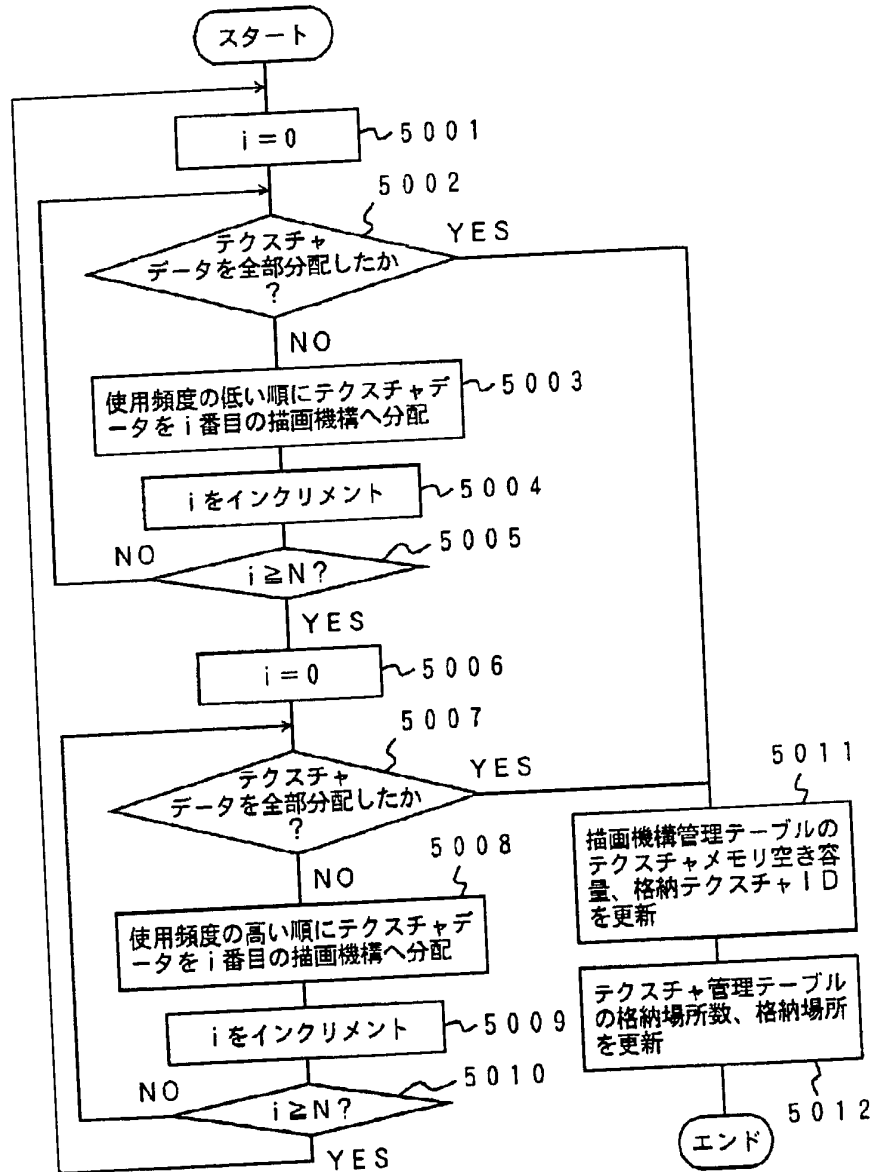 スタート
i=0
5001
5002
テクスチャ
データを全部分配したか
?
YES
NO
使用頻度の低い順にテクスチャデ
ータをi番目の描画機構へ分配
5003
iをインクリメント
5004
5005
NO
i≧N?
YES
i=0
5006
5007
テクスチャ
データを全部分配したか
?
YES
NO
5008
使用頻度の高い順にテクスチャデ
ータをi番目の描画機構へ分配
iをインクリメント
5009
5010
NO
i≧N?
YES
5011
描画機構管理テーブルの
テクスチャメモリ空き容
量、格納テクスチャID
を更新
テクスチャ管理テーブル
の格納場所数、格納場所
を更新
5012
エンド